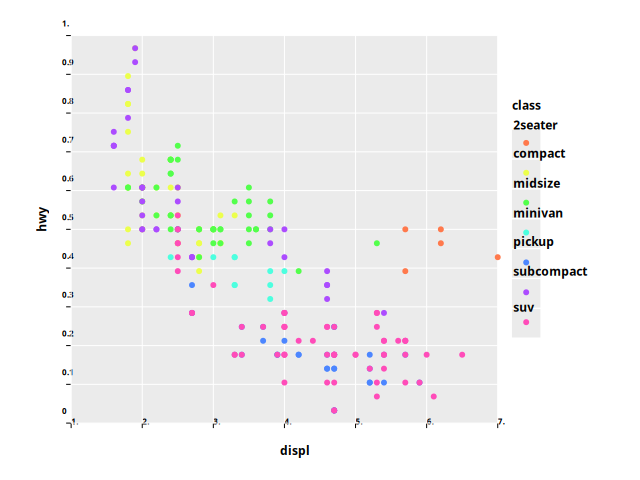 1.
0.9
0.8
0.7
0.6
0.5
0.4
0.3
0.2
0.1
0
hwy
1. 2. 3. 4. 5. 6. 7.
displ
class
2seater
compact
midsize
minivan
pickup
subcompact
suv